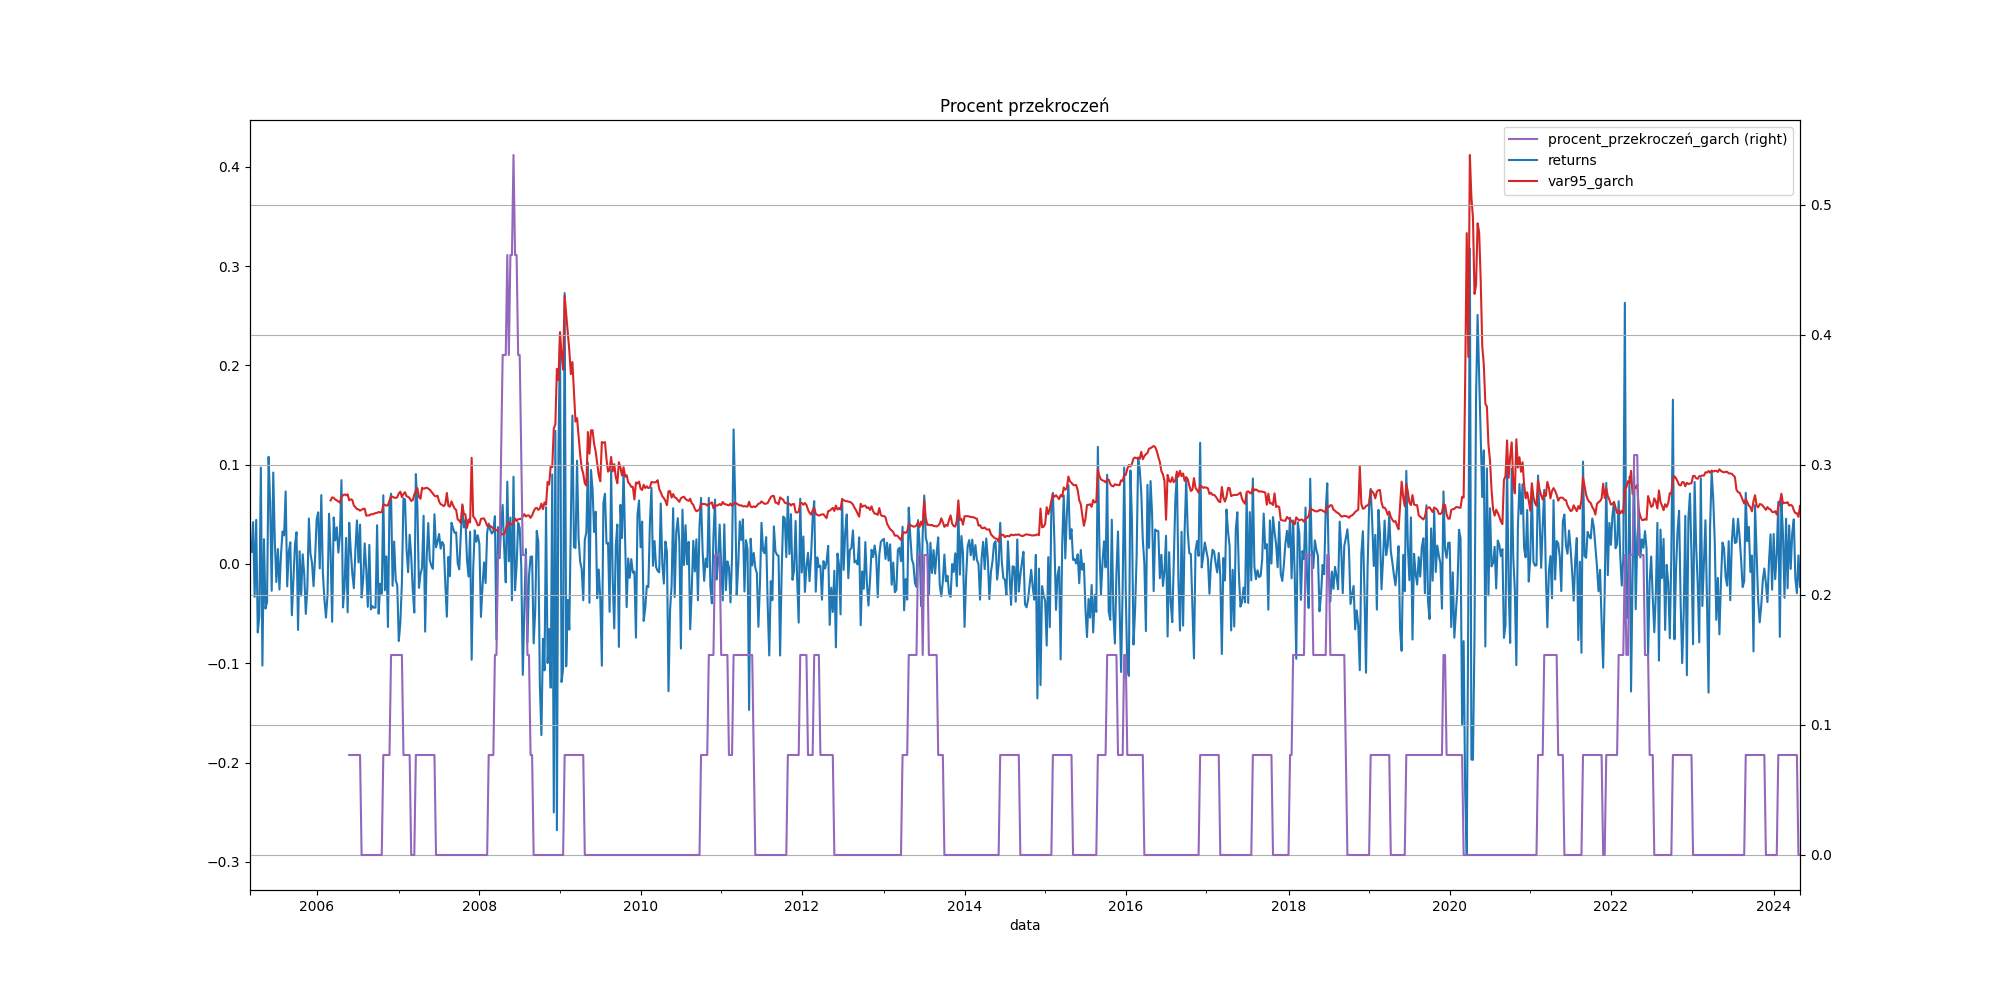 Procent przekroczeń
procent_przekroczeń_garch (right)
returns
var95_garch
0.4
0.3
0.2
0.1
0.0
−0.1
−0.2
−0.3
0.5
0.4
0.3
0.2
0.1
0.0
2006 2008 2010 2012 2014 2016 2018 2020 2022 2024
data